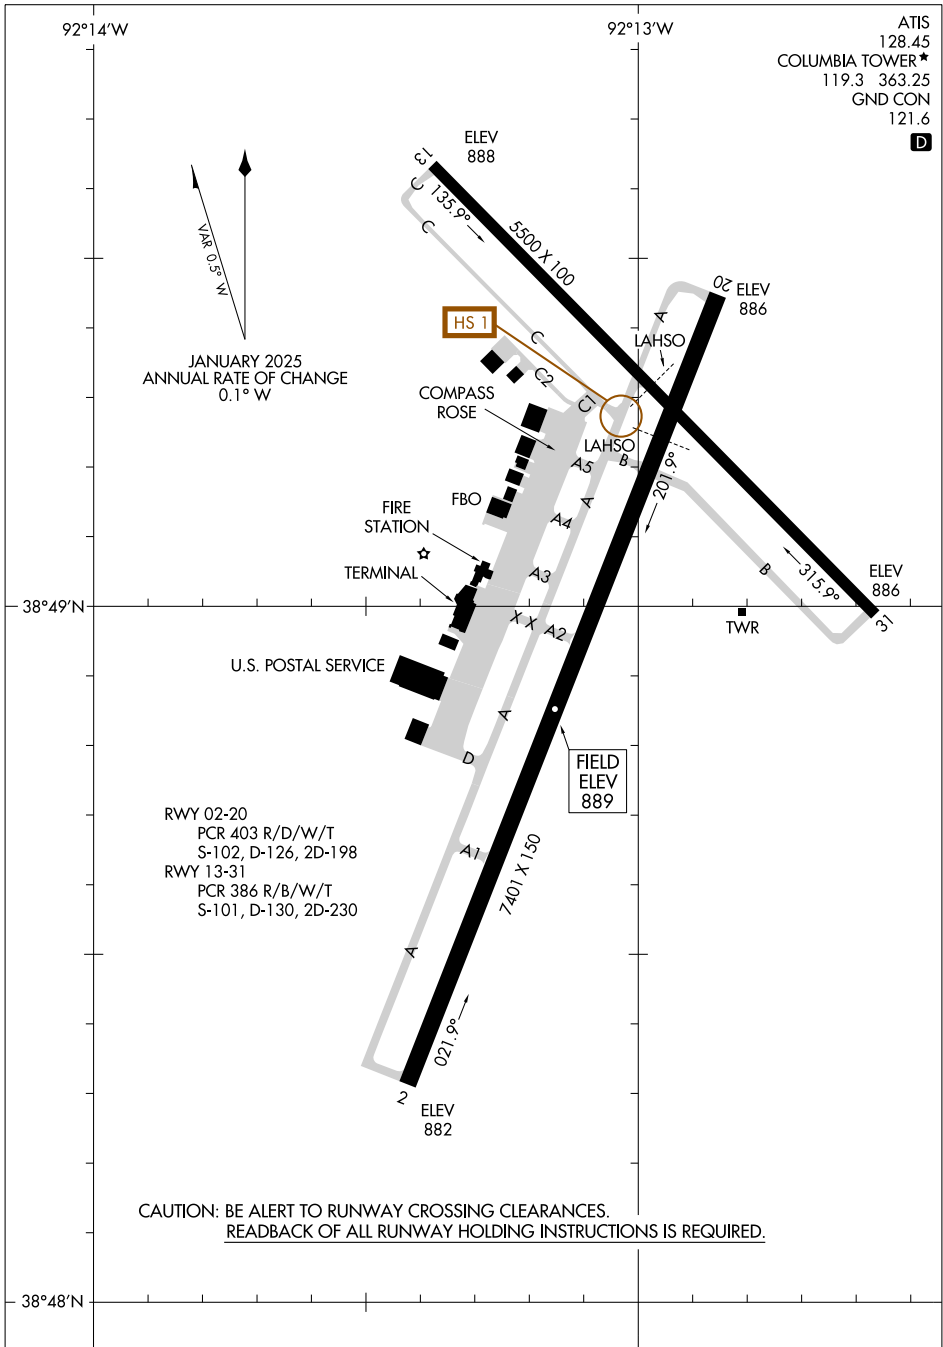 92°14'W
92°13'W
ATIS
128.45
COLUMBIA TOWER★
119.3 363.25
GND CON
121.6
D
ELEV
888
13
C
135.9°
C
5500 X 100
VAR 0.5° W
20
ELEV
886
A
HS 1
LAHSO
C
JANUARY 2025
ANNUAL RATE OF CHANGE
0.1° W
C2
COMPASS
ROSE
C1
LAHSO
A5
B
201.9°
FBO
A
A4
FIRE
STATION
TERMINAL
A3
B
315.9°
ELEV
886
38°49'N
X X
A2
TWR
31
U.S. POSTAL SERVICE
A
D
FIELD
ELEV
889
RWY 02-20
PCR 403 R/D/W/T
S-102, D-126, 2D-198
RWY 13-31
PCR 386 R/B/W/T
S-101, D-130, 2D-230
A1
7401 X 150
A
021.9°
2
ELEV
882
CAUTION: BE ALERT TO RUNWAY CROSSING CLEARANCES.
READBACK OF ALL RUNWAY HOLDING INSTRUCTIONS IS REQUIRED.
38°48'N